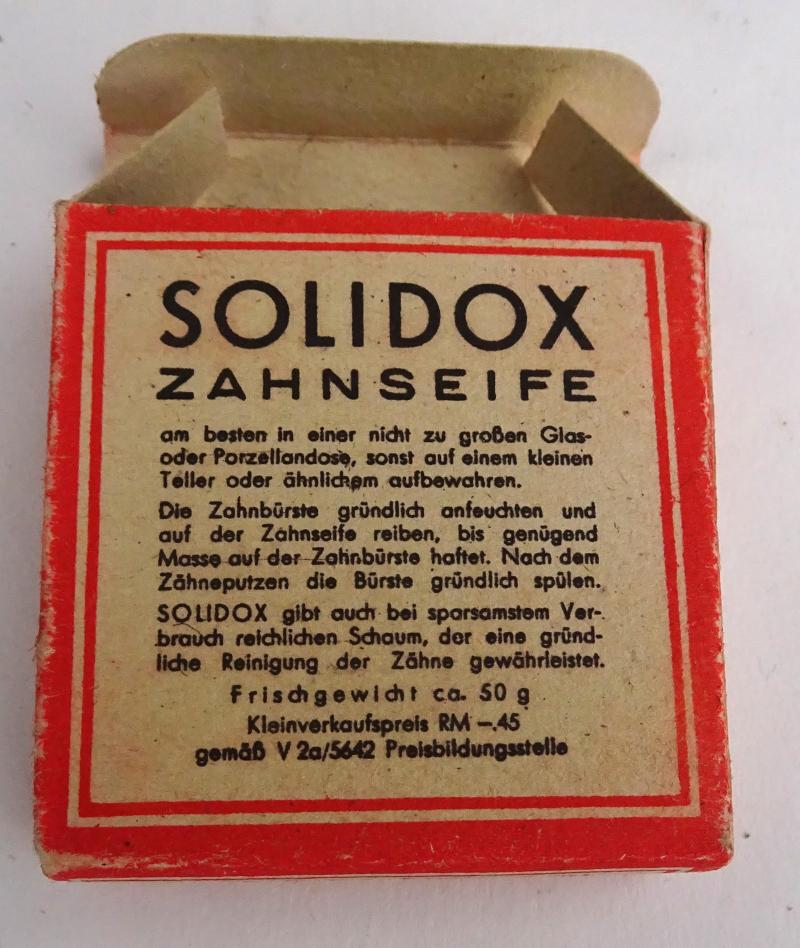 SOLIDOX
ZAHNSEIFE
am besten in einer nicht zu großen Glas-
oder Porzellandose, sonst auf einem kleinen
Teller oder ähnlichem aufbewahren.
Die Zahnbürste gründlich anfeuchten und
auf der Zahnseife reiben, bis genügend
Masse auf der Zahnbürste haftet. Nach dem
Zähneputzen die Bürste gründlich spülen.
SOLIDOX gibt auch bei sparsamstem Ver-
brauch reichlichen Schaum, der eine gründ-
liche Reinigung der Zähne gewährleistet.
Frischgewicht ca. 50 g
Kleinverkaufspreis RM –.45
gemäß V 2a/5642 Preisbildungsstelle